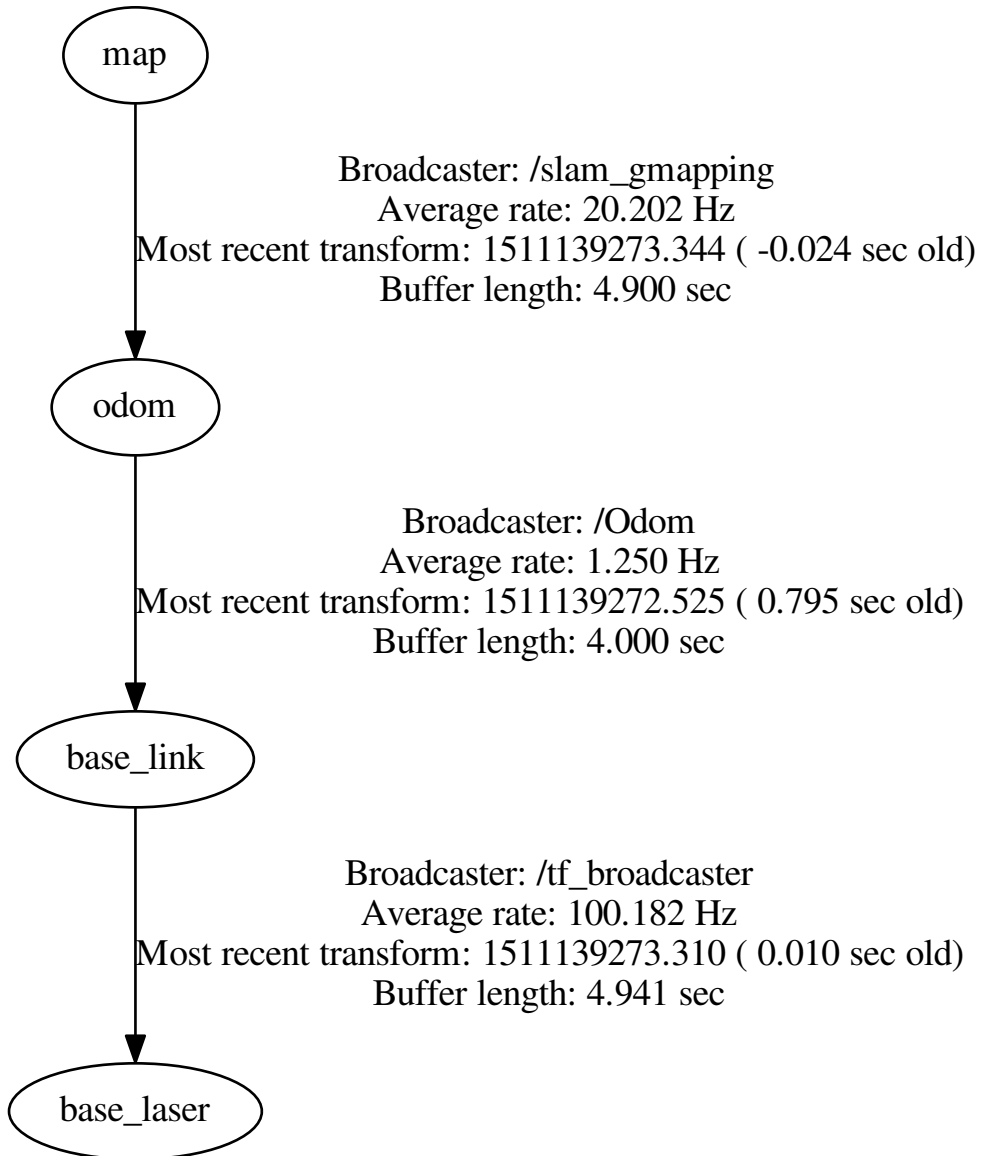 map
Broadcaster: /slam_gmapping
Average rate: 20.202 Hz
Most recent transform: 1511139273.344 ( -0.024 sec old)
Buffer length: 4.900 sec
odom
Broadcaster: /Odom
Average rate: 1.250 Hz
Most recent transform: 1511139272.525 ( 0.795 sec old)
Buffer length: 4.000 sec
base_link
Broadcaster: /tf_broadcaster
Average rate: 100.182 Hz
Most recent transform: 1511139273.310 ( 0.010 sec old)
Buffer length: 4.941 sec
base_laser